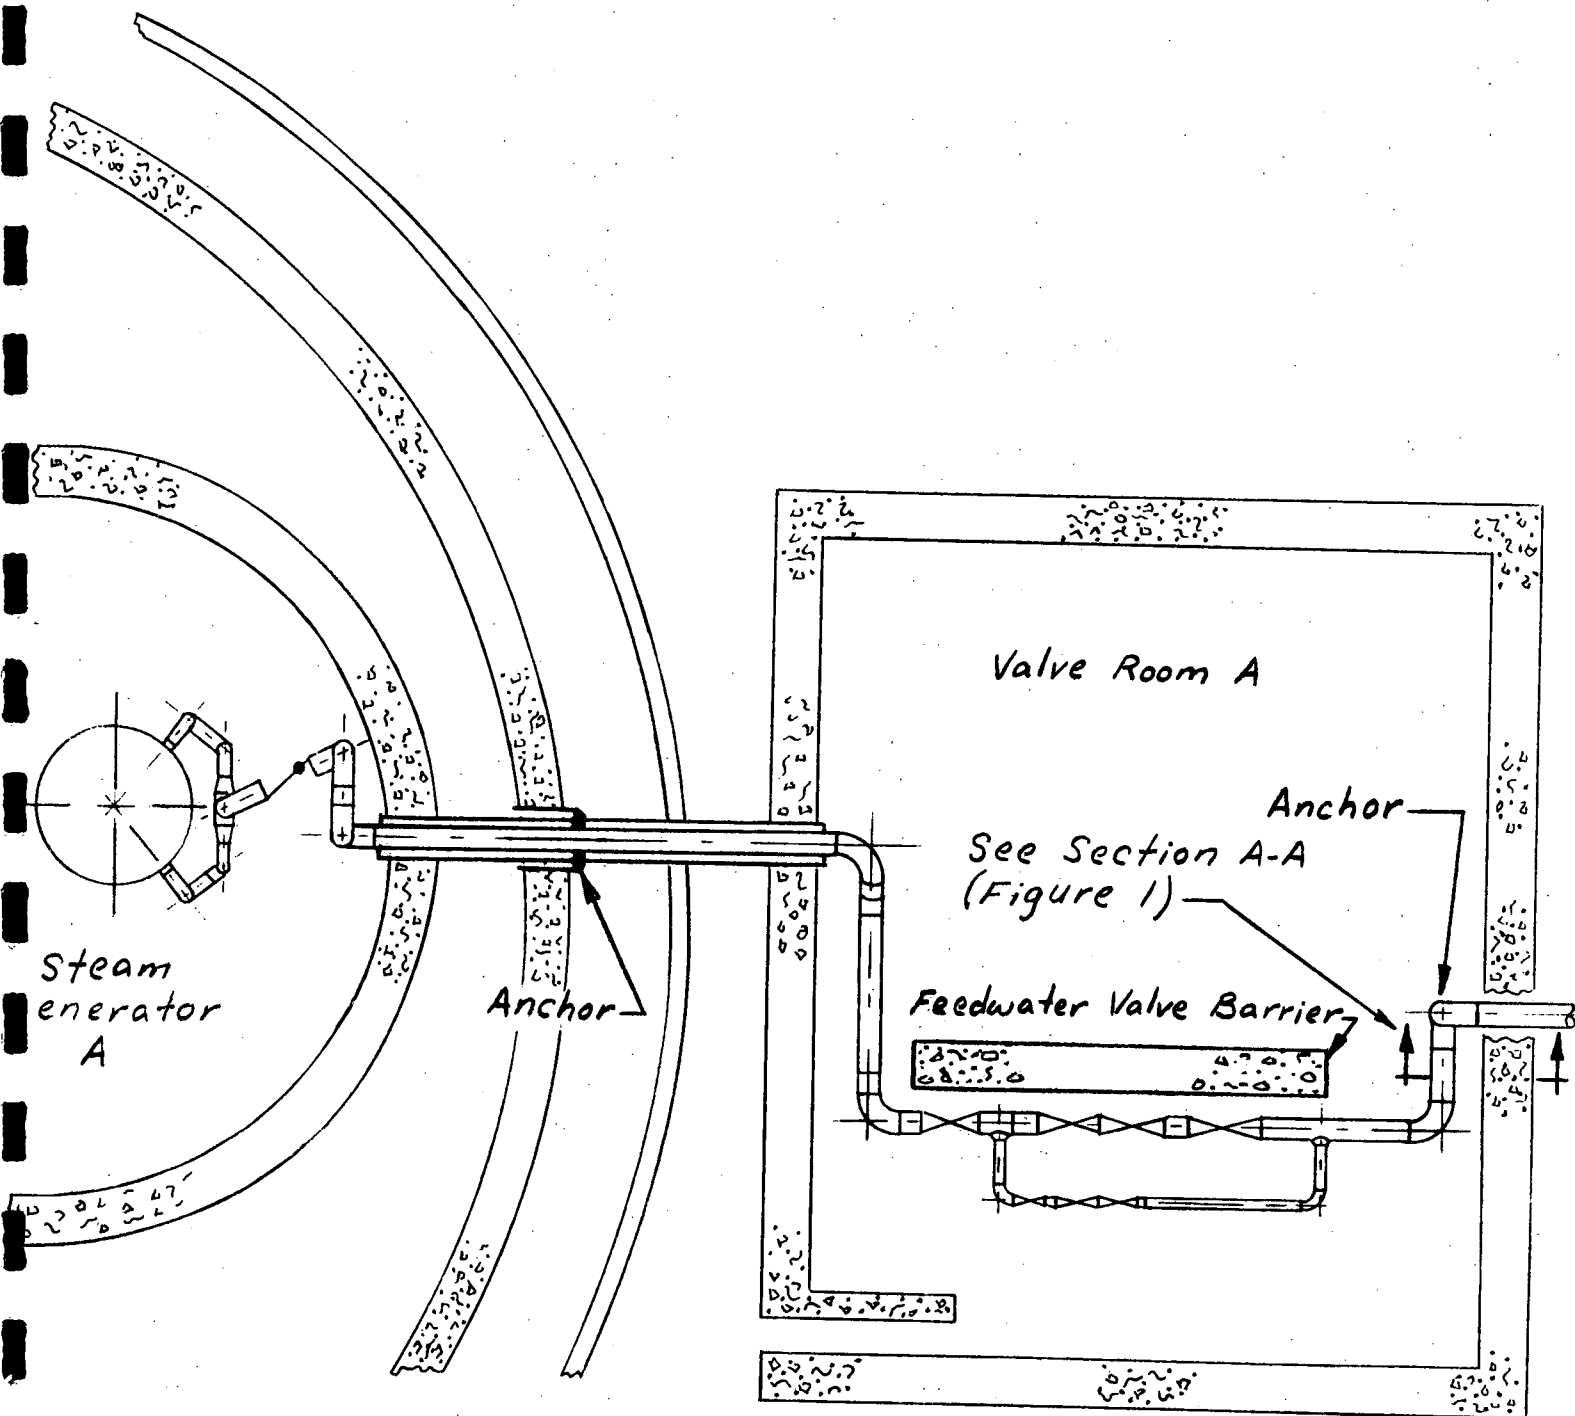 Valve Room A
Anchor
See Section A-A
(Figure 1)
Steam
enerator
A
Anchor
Feedwater Valve Barrier